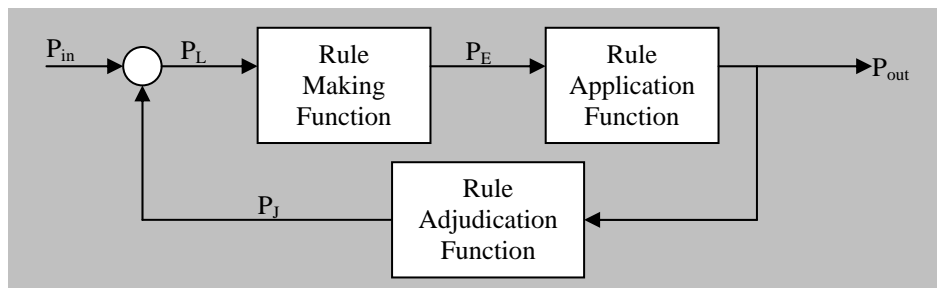 P_in
P_L
Rule
Making
Function
P_E
Rule
Application
Function
P_out
P_J
Rule
Adjudication
Function